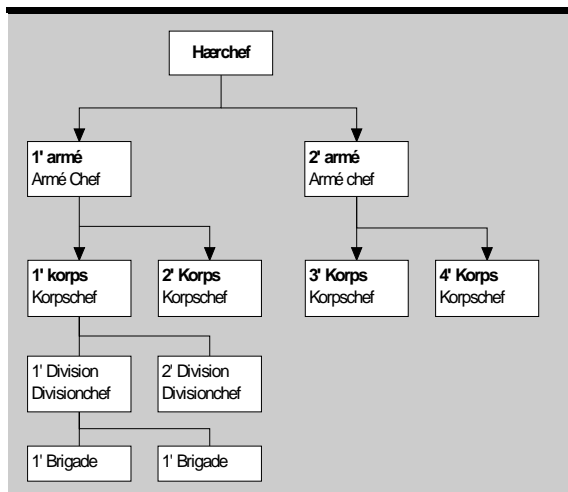 Hærchef
1' armé
Armé Chef
2' armé
Armé chef
1' korps
Korpschef
2' Korps
Korpschef
3' Korps
Korpschef
4' Korps
Korpschef
1' Division
Divisionchef
2' Division
Divisionchef
1' Brigade
1' Brigade